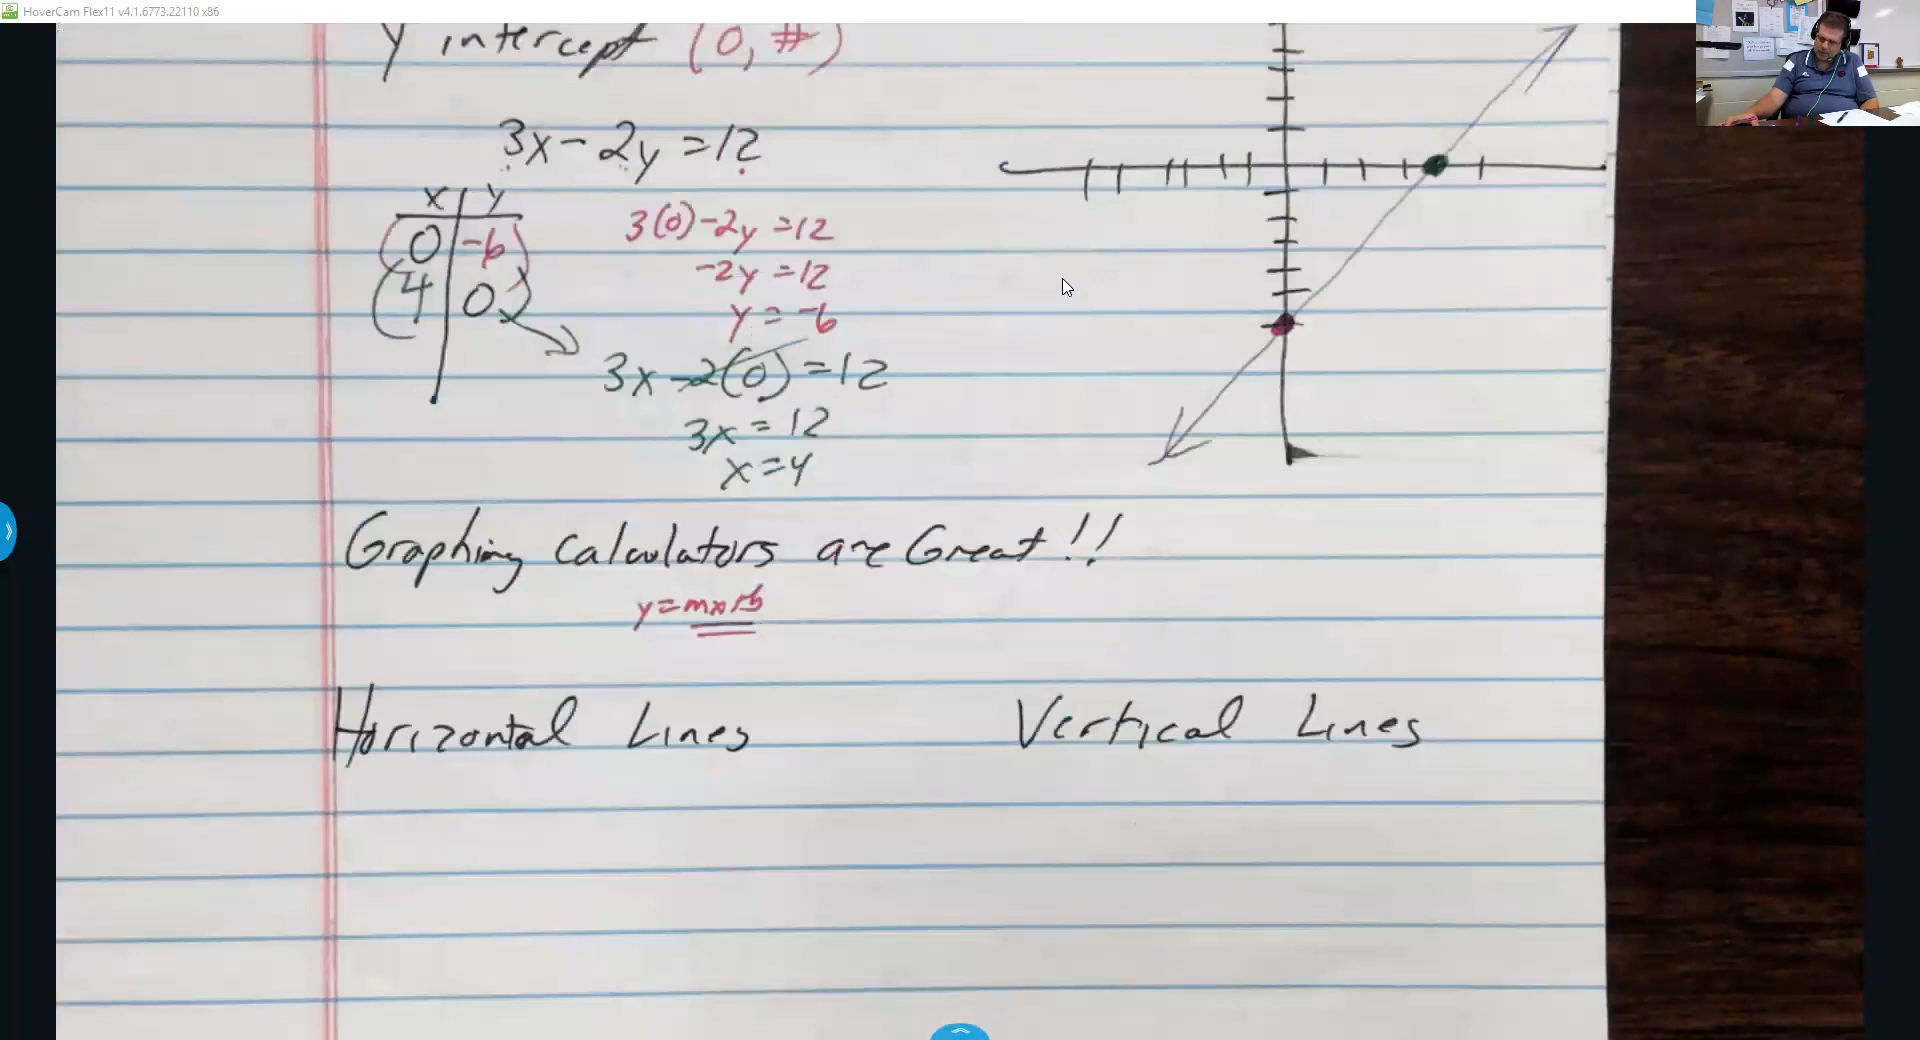 HoverCam Flex11 v4.1.6773.22110 x86
y intercept (0, #)
3x - 2y = 12
x y
0 -6
4 0
3(0) - 2y = 12
-2y = 12
y = -6
3x - 2(0) = 12
3x = 12
x = 4
Graphing Calculators are Great!!
y = mx + b
Horizontal Lines
Vertical Lines